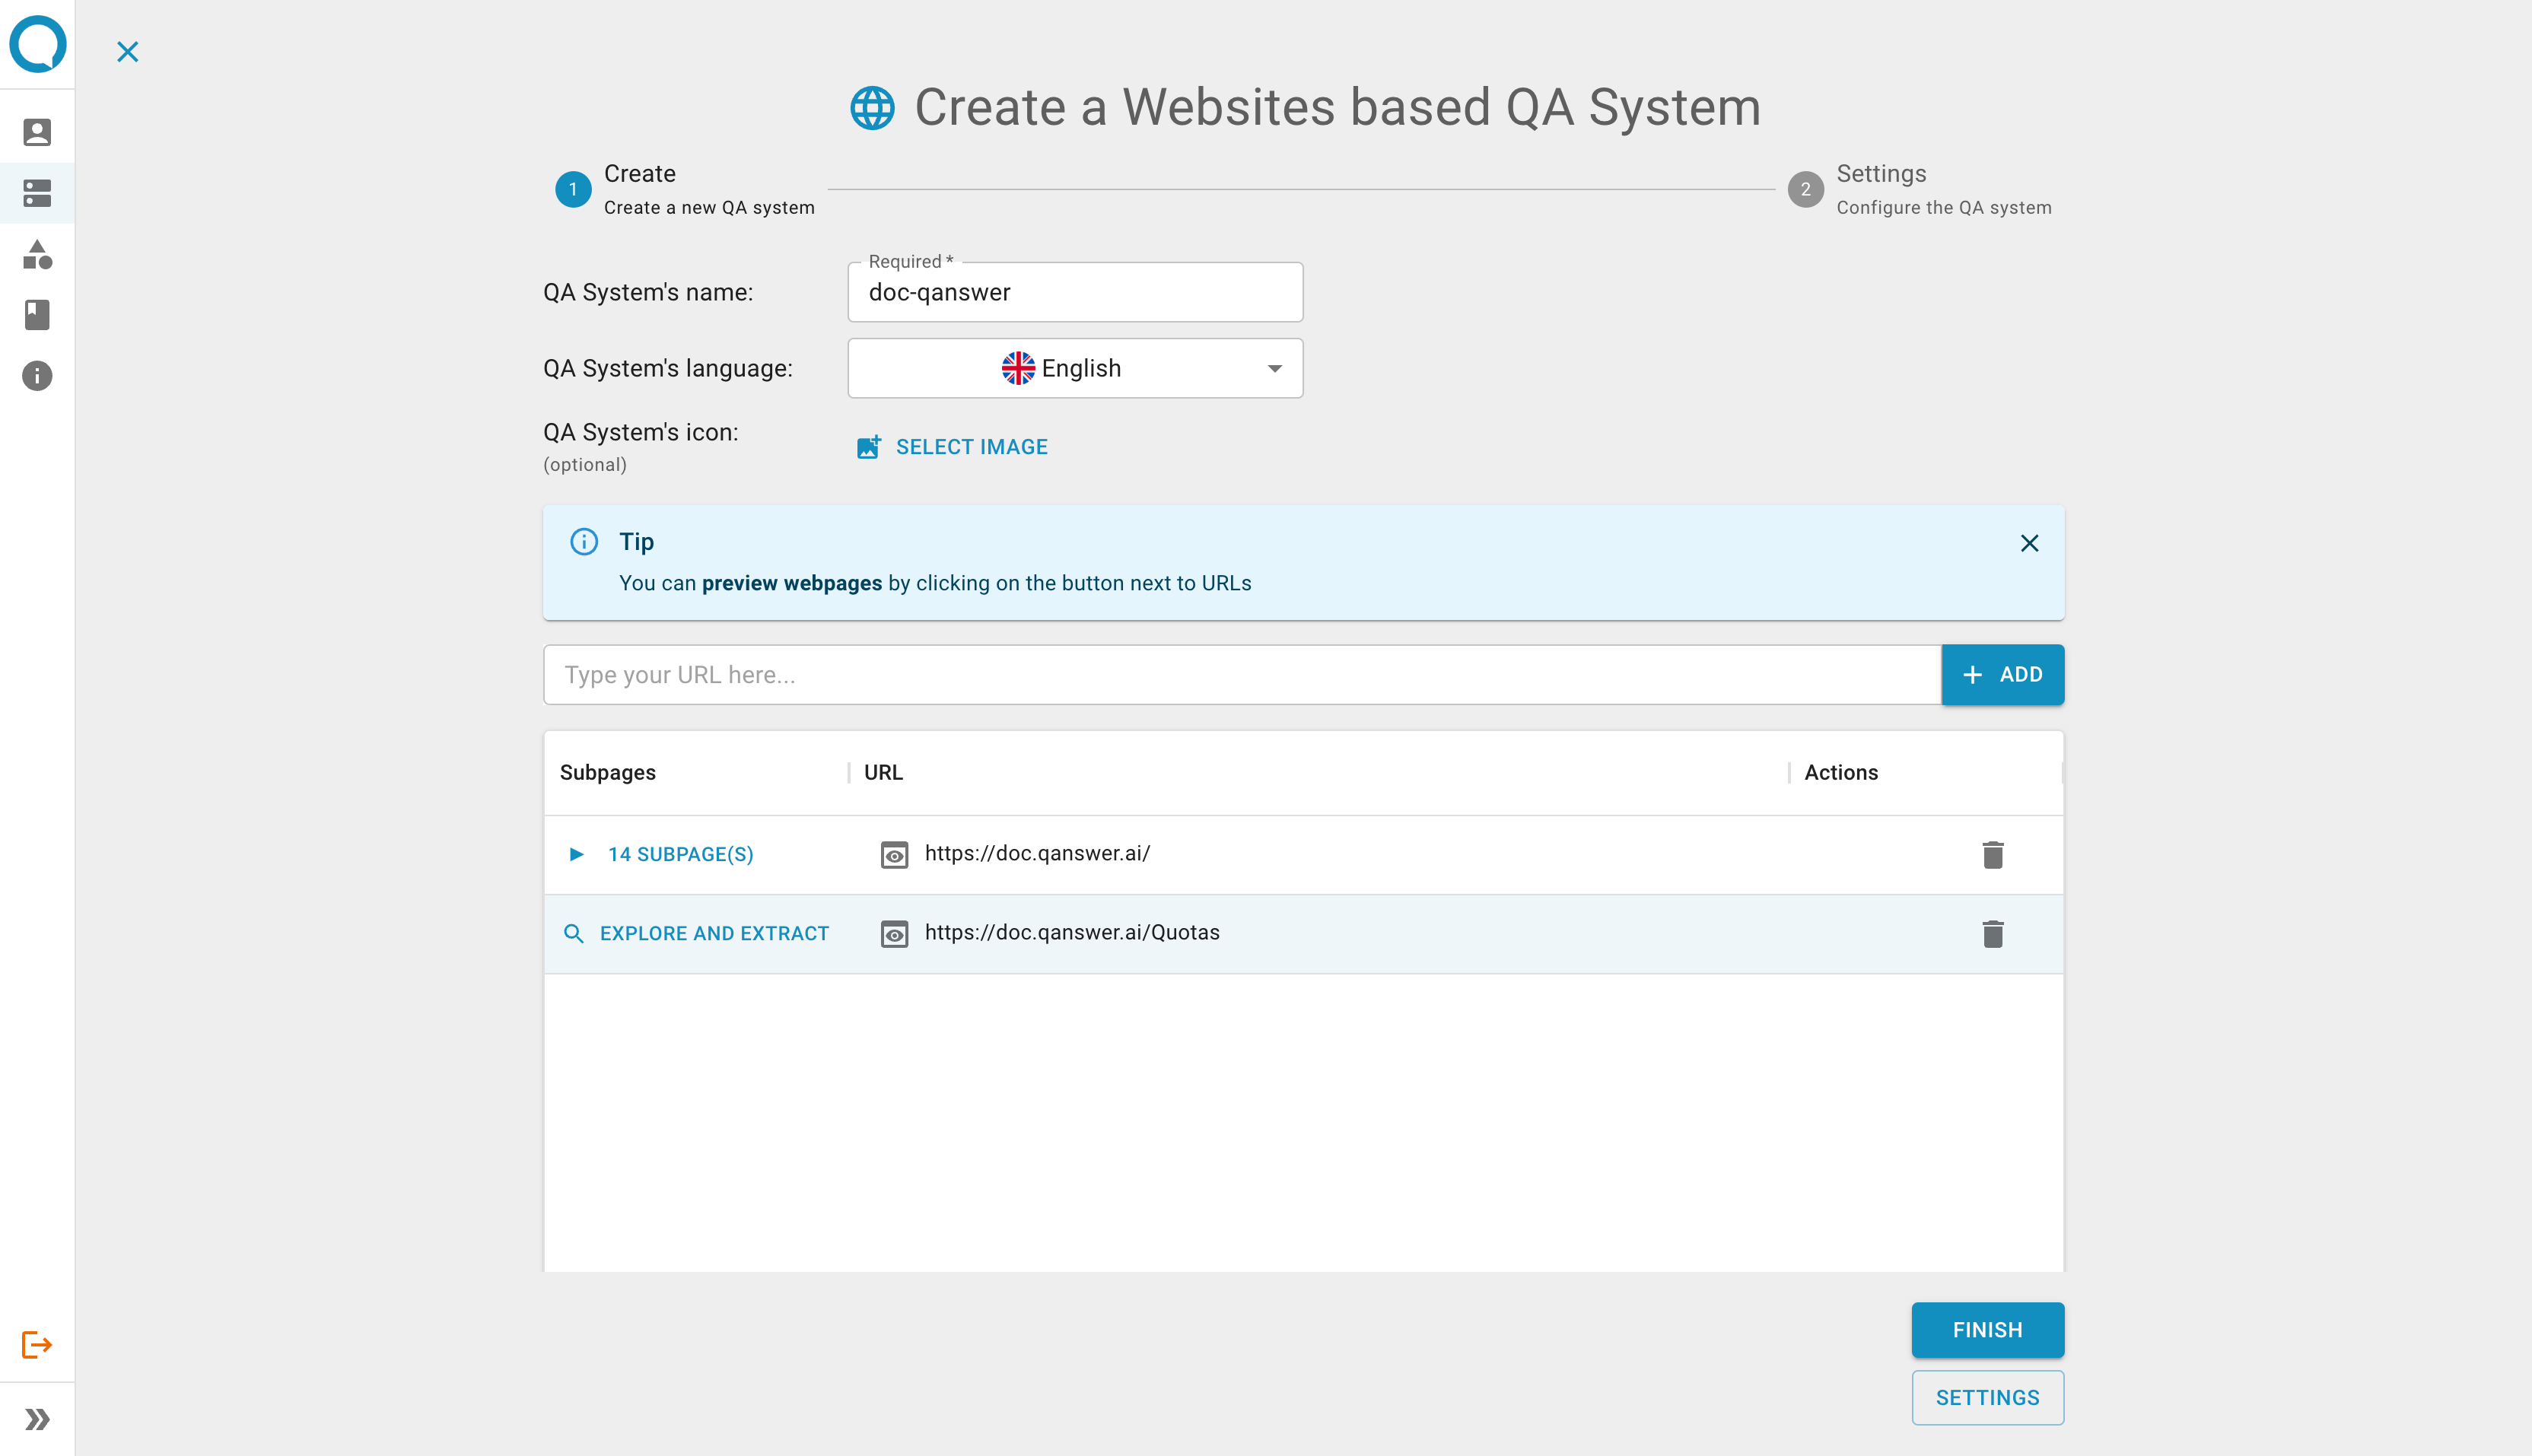 Create a Websites based QA System
1
Create
Create a new QA system
2
Settings
Configure the QA system
QA System's name:
Required *
doc-qanswer
QA System's language:
English
QA System's icon:
(optional)
SELECT IMAGE
Tip
You can preview webpages by clicking on the button next to URLs
Type your URL here...
ADD
Subpages URL Actions
14 SUBPAGE(S) https://doc.qanswer.ai/
EXPLORE AND EXTRACT https://doc.qanswer.ai/Quotas
FINISH
SETTINGS